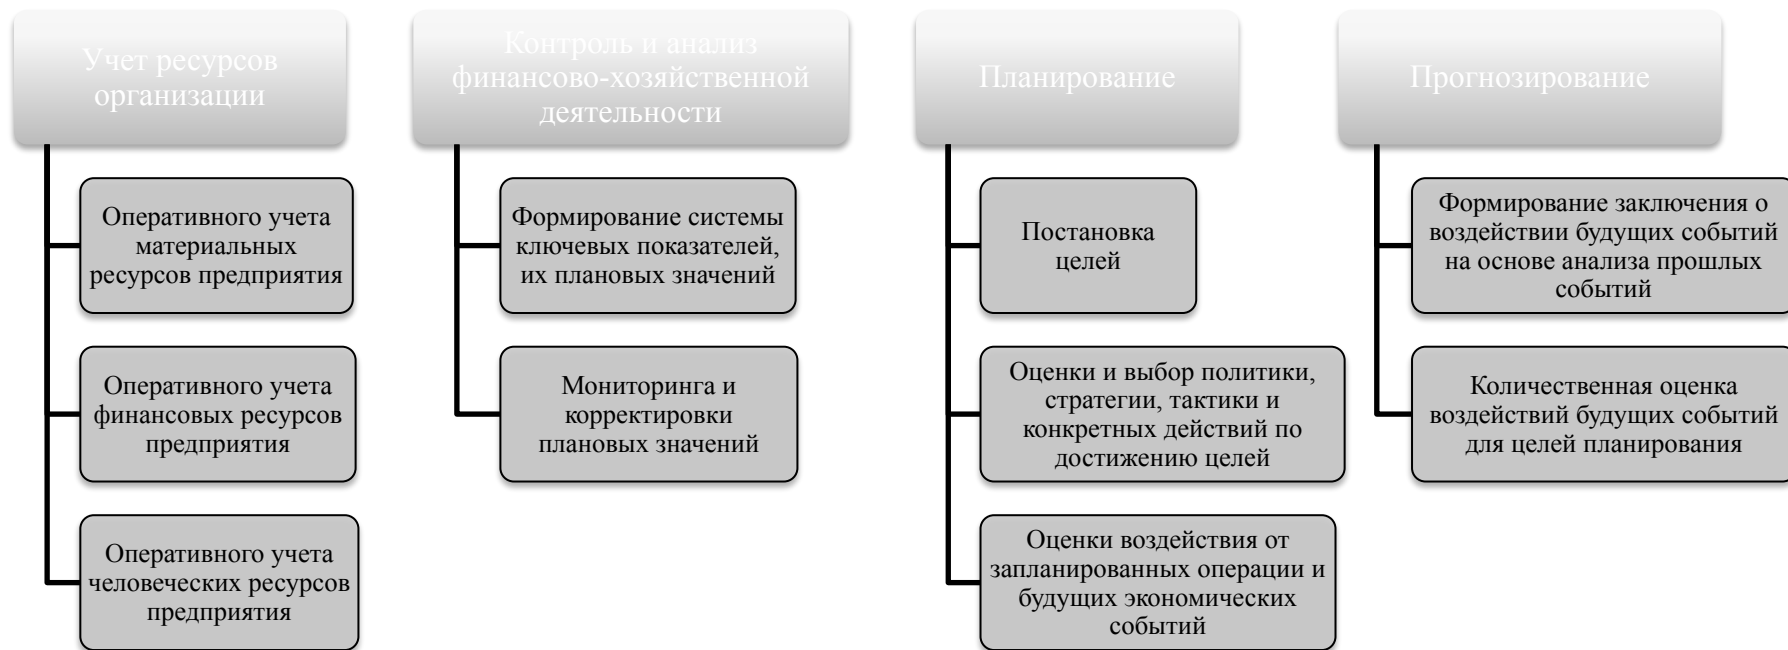 Учет ресурсов
организации
Оперативного учета
материальных
ресурсов предприятия
Оперативного учета
финансовых ресурсов
предприятия
Оперативного учета
человеческих ресурсов
предприятия
Контроль и анализ
финансово-хозяйственной
деятельности
Формирование системы
ключевых показателей,
их плановых значений
Мониторинга и
корректировки
плановых значений
Планирование
Постановка
целей
Оценки и выбор политики,
стратегии, тактики и
конкретных действий по
достижению целей
Оценки воздействия от
запланированных операции и
будущих экономических
событий
Прогнозирование
Формирование заключения о
воздействии будущих событий
на основе анализа прошлых
событий
Количественная оценка
воздействий будущих событий
для целей планирования